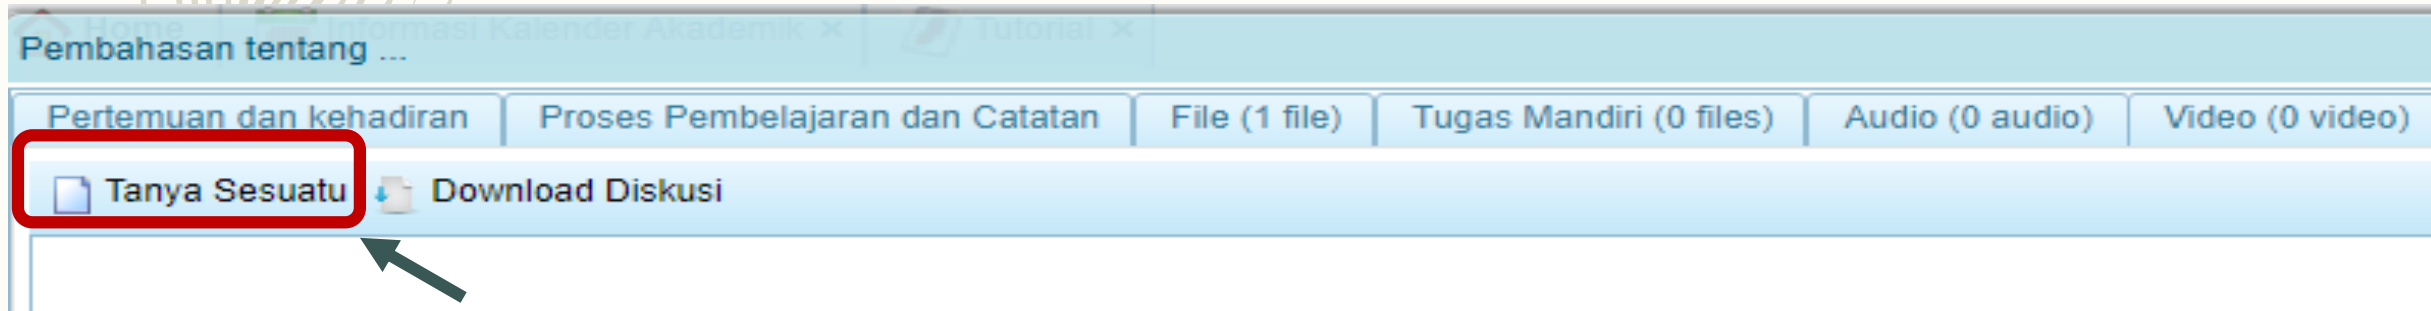 Home Informasi Kalender Akademik × Tutorial ×
Pembahasan tentang ...
Pertemuan dan kehadiran Proses Pembelajaran dan Catatan File (1 file) Tugas Mandiri (0 files) Audio (0 audio) Video (0 video)
Tanya Sesuatu Download Diskusi